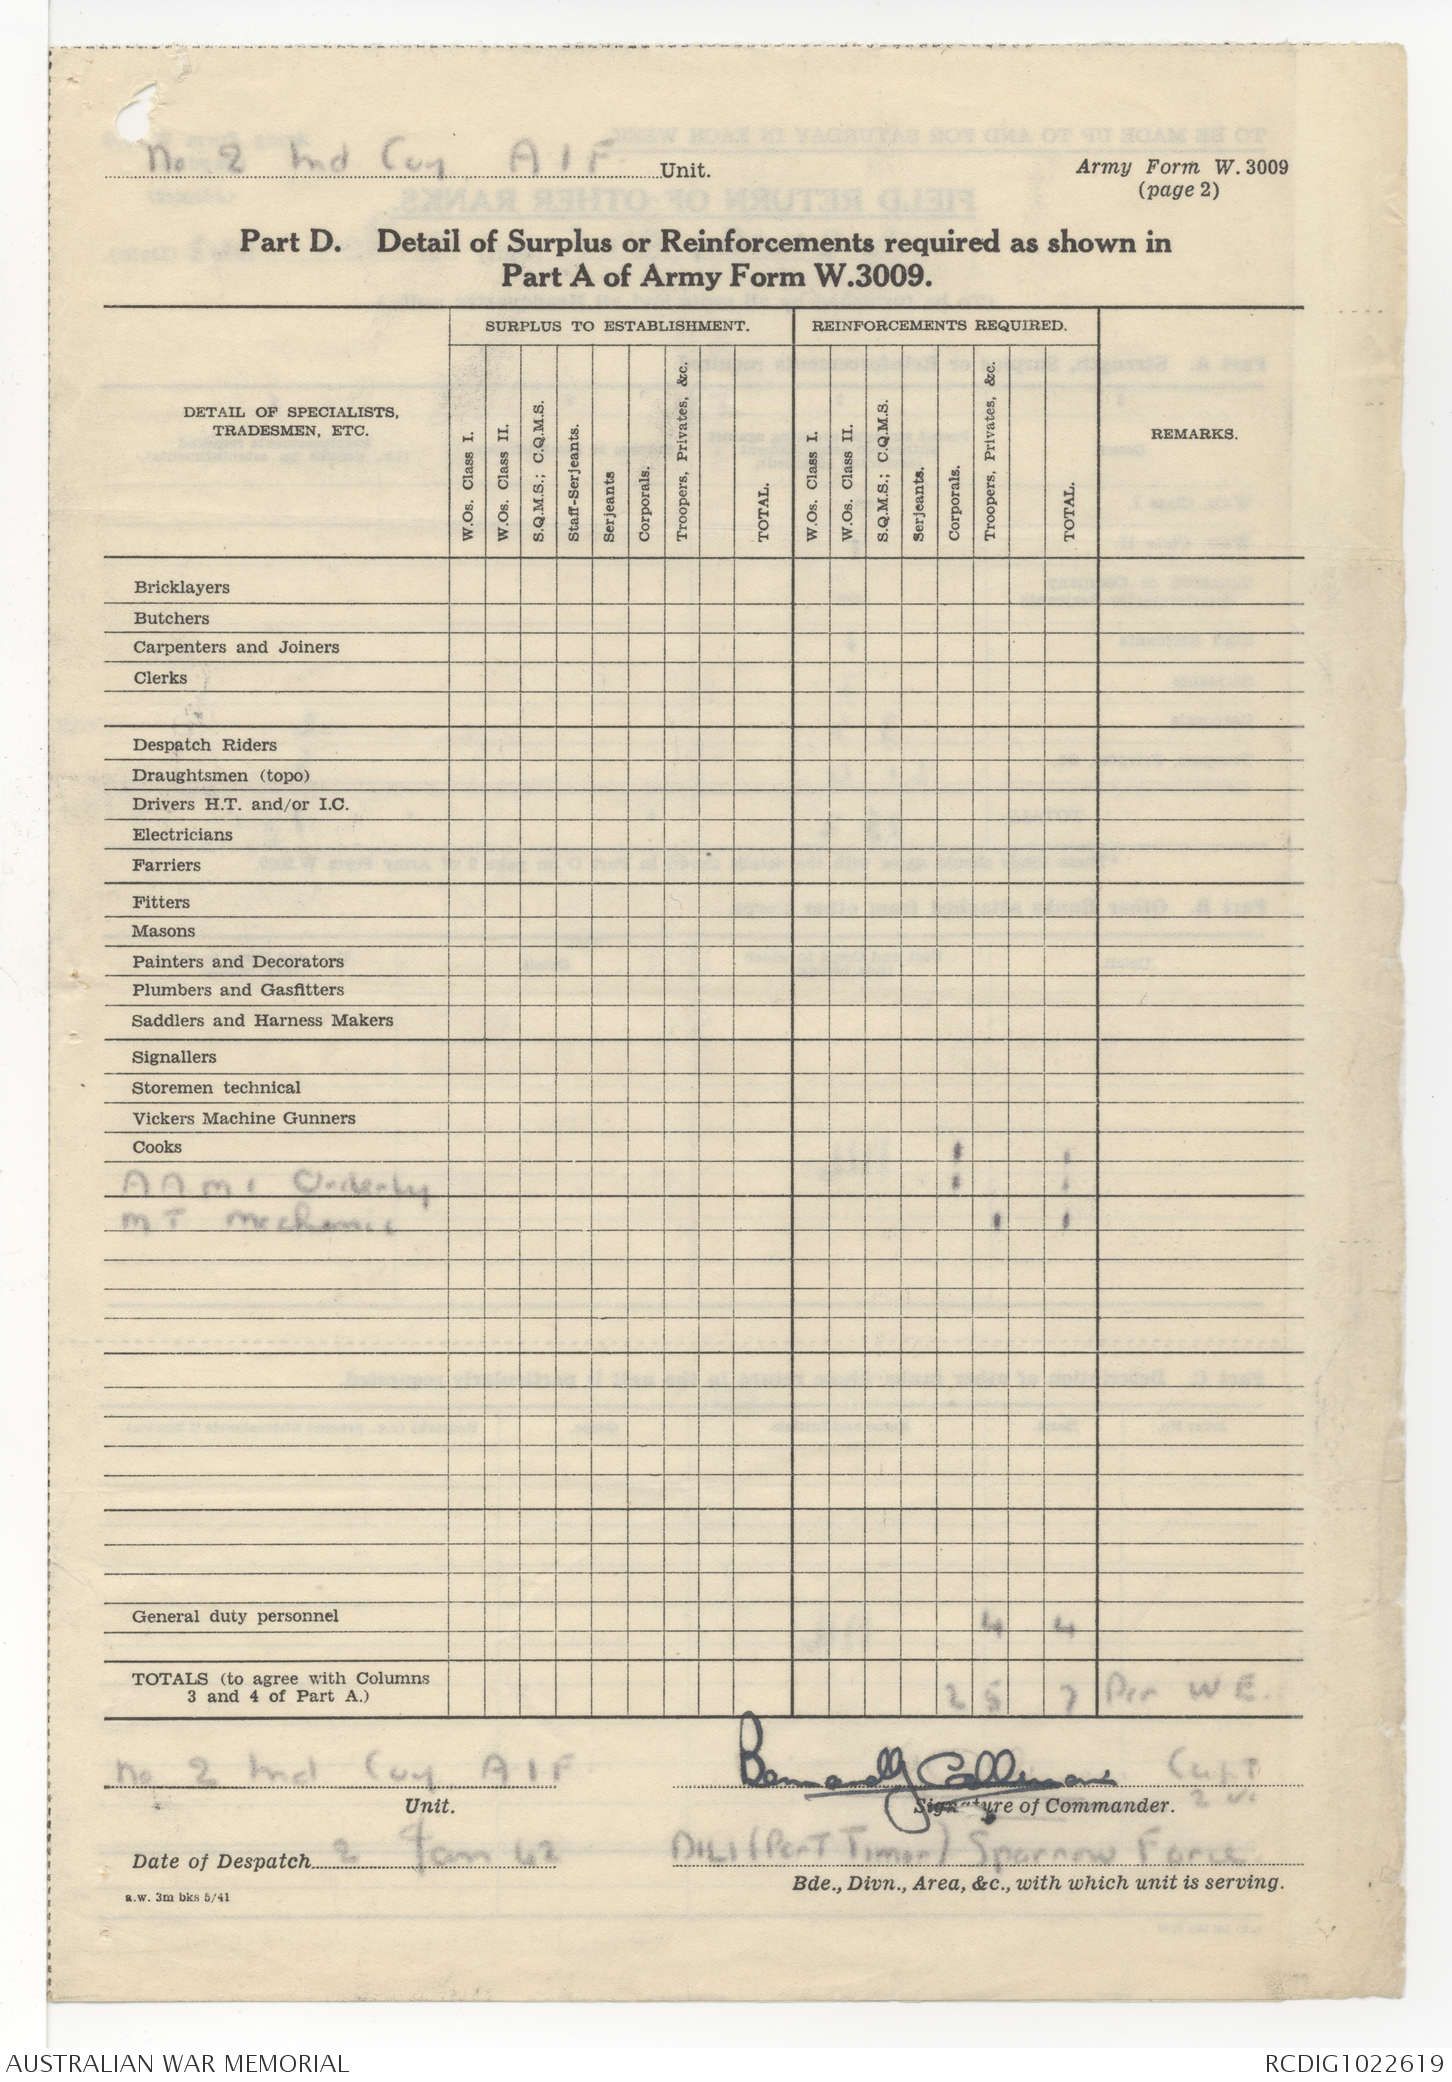 No 2 Ind Coy A I F Unit.
Army Form W. 3009
(page 2)
Part D. Detail of Surplus or Reinforcements required as shown in
Part A of Army Form W.3009.
DETAIL OF SPECIALISTS,
TRADESMEN, ETC.
SURPLUS TO ESTABLISHMENT.
W.Os. Class I.
W.Os. Class II.
S.Q.M.S.; C.Q.M.S.
Staff-Serjeants.
Serjeants
Corporals.
Troopers, Privates, &c.
TOTAL.
REINFORCEMENTS REQUIRED.
W.Os. Class I.
W.Os. Class II.
S.Q.M.S.; C.Q.M.S.
Serjeants.
Corporals.
Troopers, Privates, &c.
TOTAL.
REMARKS.
Bricklayers
Butchers
Carpenters and Joiners
Clerks
Despatch Riders
Draughtsmen (topo)
Drivers H.T. and/or I.C.
Electricians
Farriers
Fitters
Masons
Painters and Decorators
Plumbers and Gasfitters
Saddlers and Harness Makers
Signallers
Storemen technical
Vickers Machine Gunners
Cooks 1 1
Orderly 1 1
M T Mechanic 1 1
General duty personnel 4 4
TOTALS (to agree with Columns
3 and 4 of Part A.) 2 5 7 Per W E.
No 2 Ind Coy A I F
Unit.
Capt
Signature of Commander.
Date of Despatch 2 Jan 42
DILI (Port Timor) Sparrow Force
Bde., Divn., Area, &c., with which unit is serving.
a.w. 3m bks 5/41
AUSTRALIAN WAR MEMORIAL
RCDIG1022619